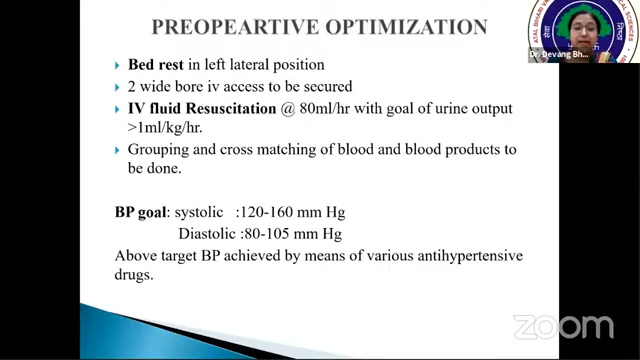 PREOPEARTIVE OPTIMIZATION
Bed rest in left lateral position
2 wide bore iv access to be secured
IV fluid Resuscitation @ 80ml/hr with goal of urine output
>1ml/kg/hr.
Grouping and cross matching of blood and blood products to
be done.
BP goal: systolic :120-160 mm Hg
Diastolic :80-105 mm Hg
Above target BP achieved by means of various antihypertensive
drugs.
ATAL BIHARI
Dr. Devang Bh...
zoom